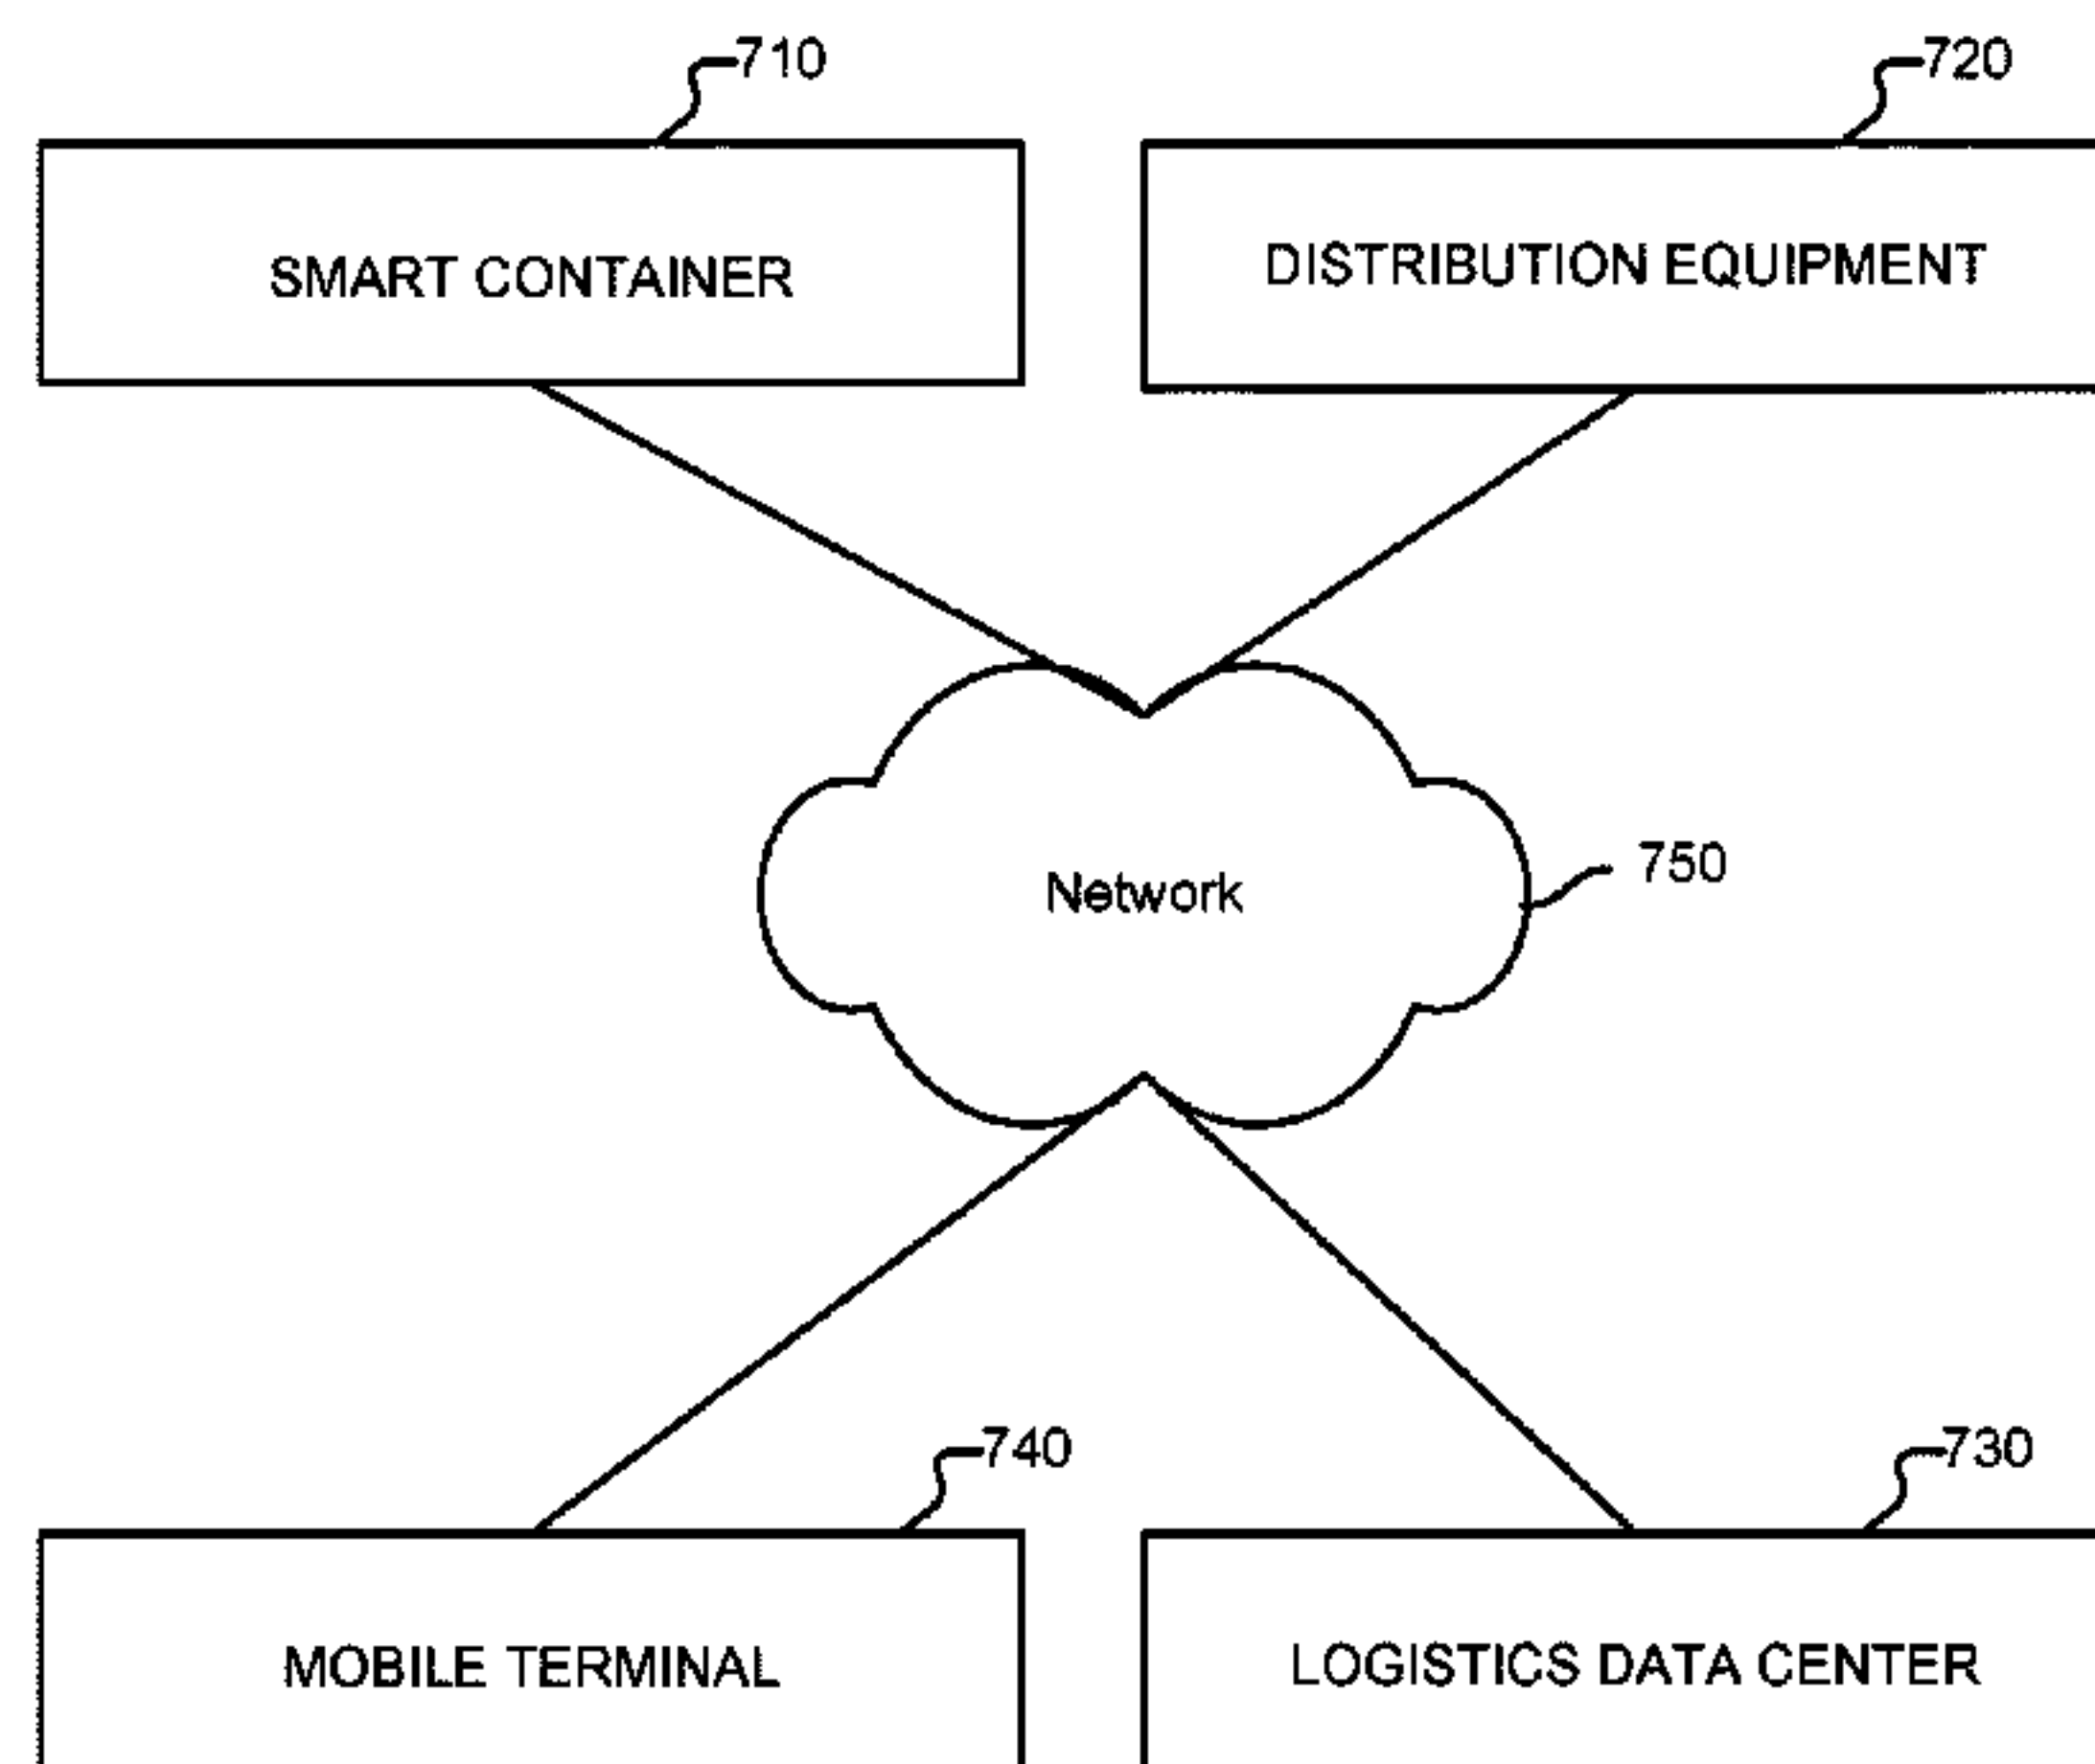 710
720
SMART CONTAINER
DISTRIBUTION EQUIPMENT
Network
750
740
730
MOBILE TERMINAL
LOGISTICS DATA CENTER